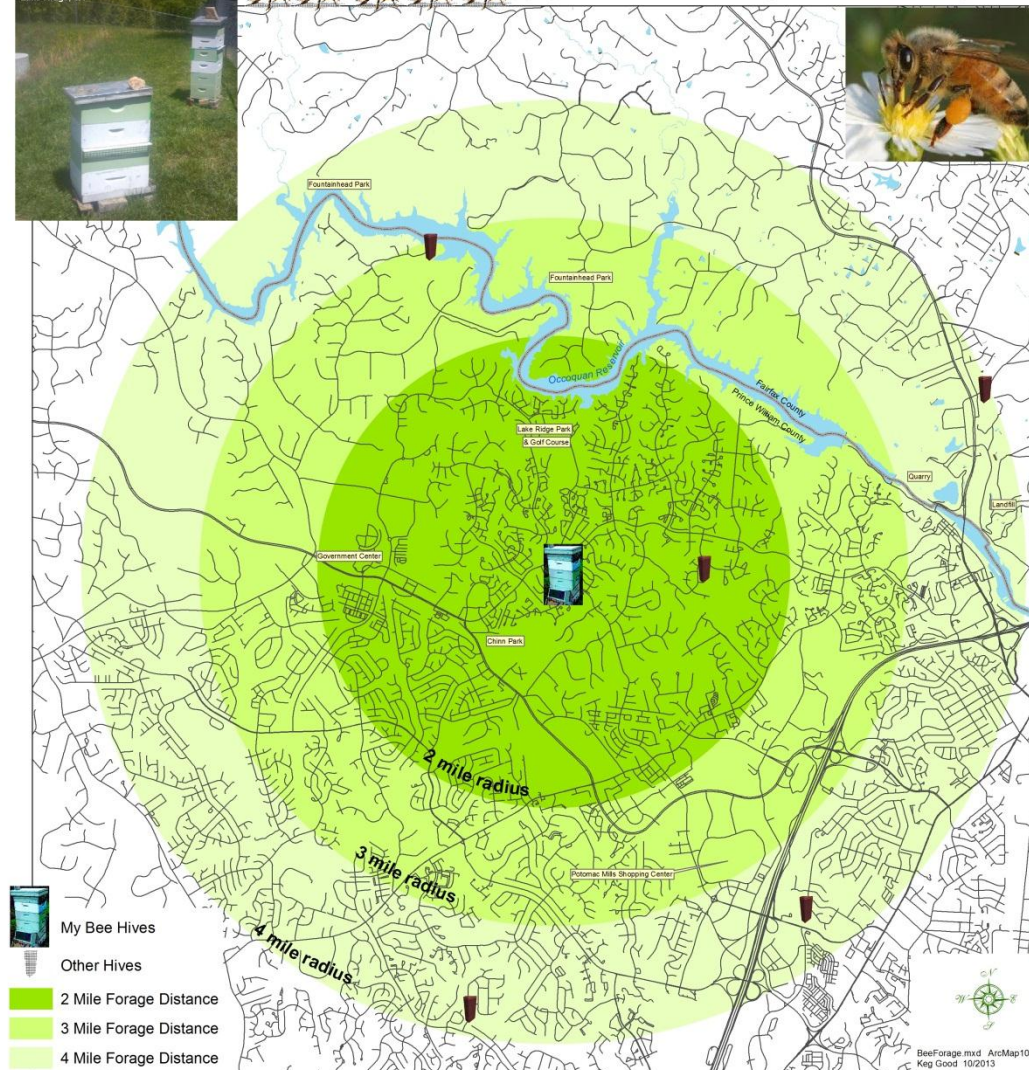 Fountainhead Park
Fountainhead Park
Occoquan Reservoir
Fairfax County
Prince William County
Lake Ridge Park
& Golf Course
Quarry
Landfill
Government Center
Chinn Park
2 mile radius
3 mile radius
Potomac Mills Shopping Center
4 mile radius
My Bee Hives
Other Hives
2 Mile Forage Distance
3 Mile Forage Distance
4 Mile Forage Distance
N
W E
S
BeeForage.mxd ArcMap10
Keg Good 10/2013